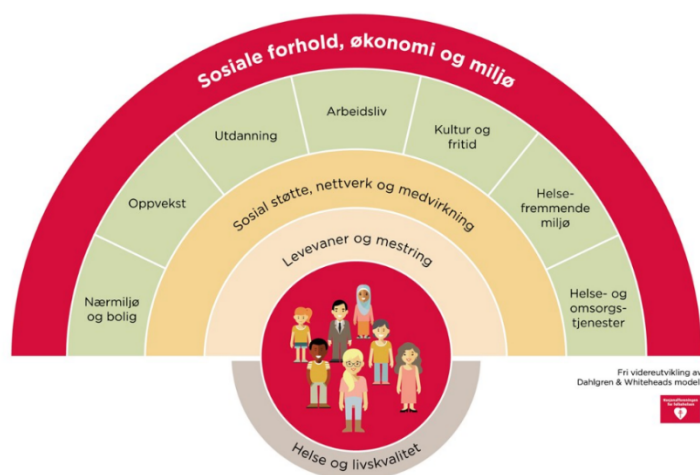 Sosiale forhold, økonomi og miljø
Arbeidsliv
Utdanning
Kultur og
fritid
Oppvekst
Helse-
fremmende
miljø
Nærmiljø
og bolig
Helse- og
omsorgs-
tjenester
Sosial støtte, nettverk og medvirkning
Levevaner og mestring
Helse og livskvalitet
Fri videreutvikling av
Dahlgren & Whiteheads model